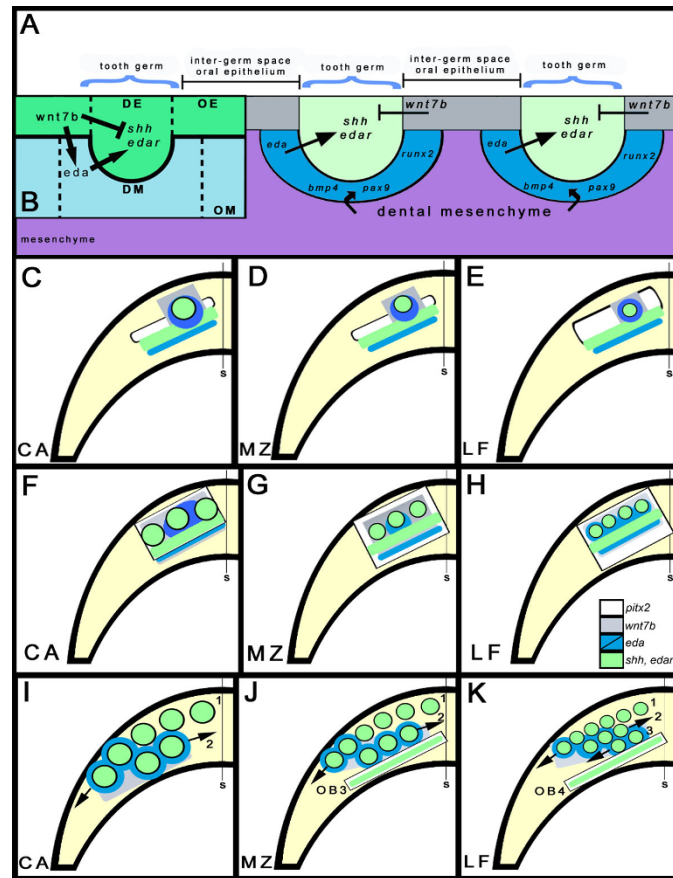 A
tooth germ
inter-germ space
oral epithelium
tooth germ
inter-germ space
oral epithelium
tooth germ
DE
OE
wnt7b
shh
edar
eda
DM
OM
B
mesenchyme
shh
edar
wnt7b
eda
runx2
bmp4
pax9
shh
edar
wnt7b
eda
runx2
bmp4
pax9
dental mesenchyme
C
s
CA
D
s
MZ
E
s
LF
F
s
CA
G
s
MZ
H
s
LF
pitx2
wnt7b
eda
shh, edar
I
1
2
s
CA
J
1
2
OB3
s
MZ
K
1
2
3
OB4
s
LF